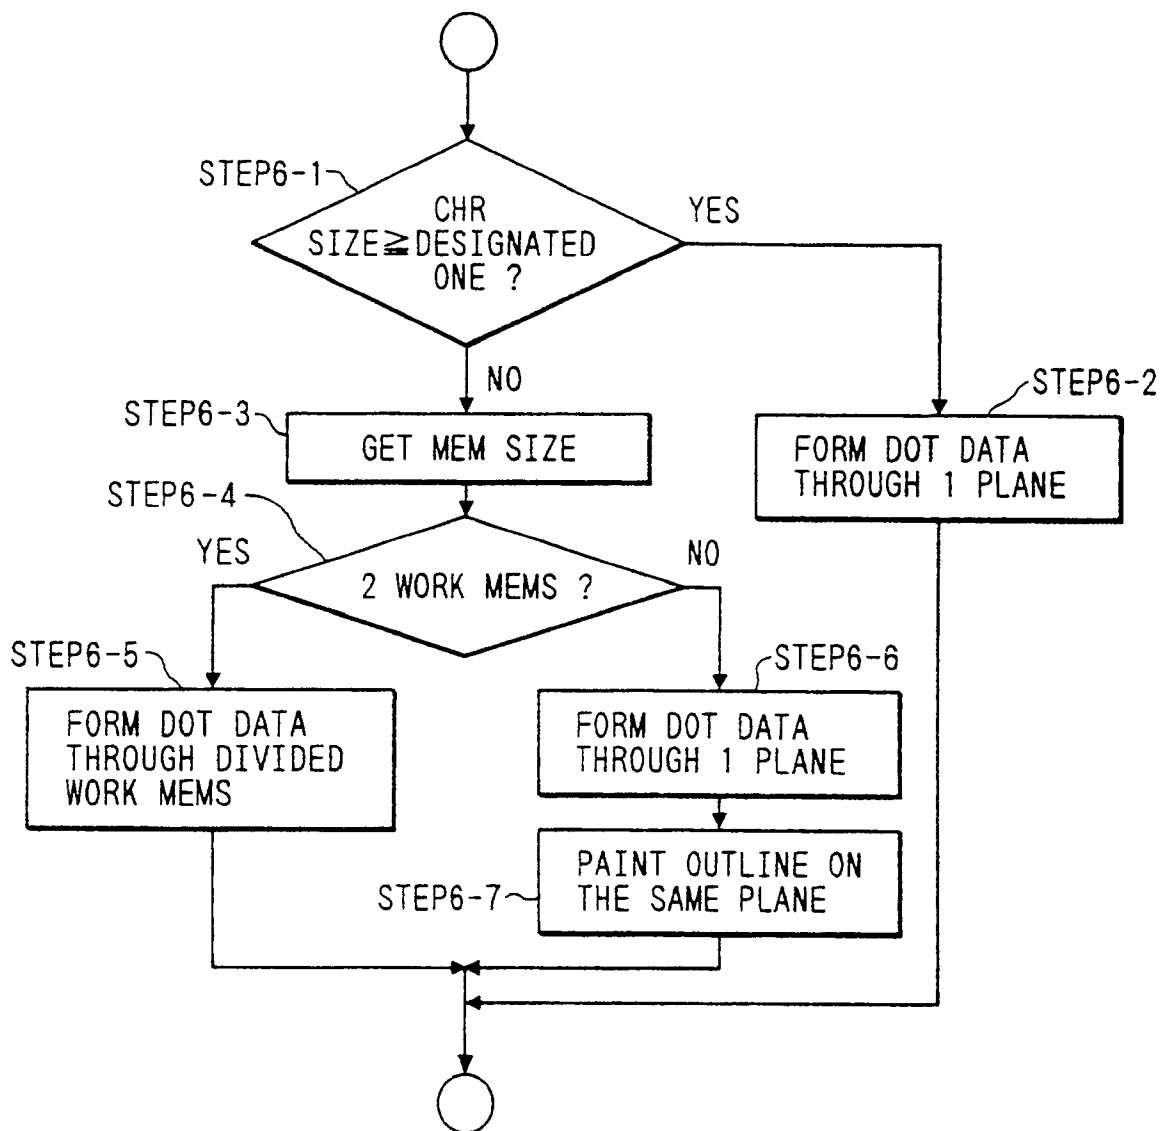 STEP6-1
CHR
SIZE≧DESIGNATED
ONE ?
YES
NO
STEP6-2
FORM DOT DATA
THROUGH 1 PLANE
STEP6-3
GET MEM SIZE
STEP6-4
YES
2 WORK MEMS ?
NO
STEP6-5
FORM DOT DATA
THROUGH DIVIDED
WORK MEMS
STEP6-6
FORM DOT DATA
THROUGH 1 PLANE
STEP6-7
PAINT OUTLINE ON
THE SAME PLANE